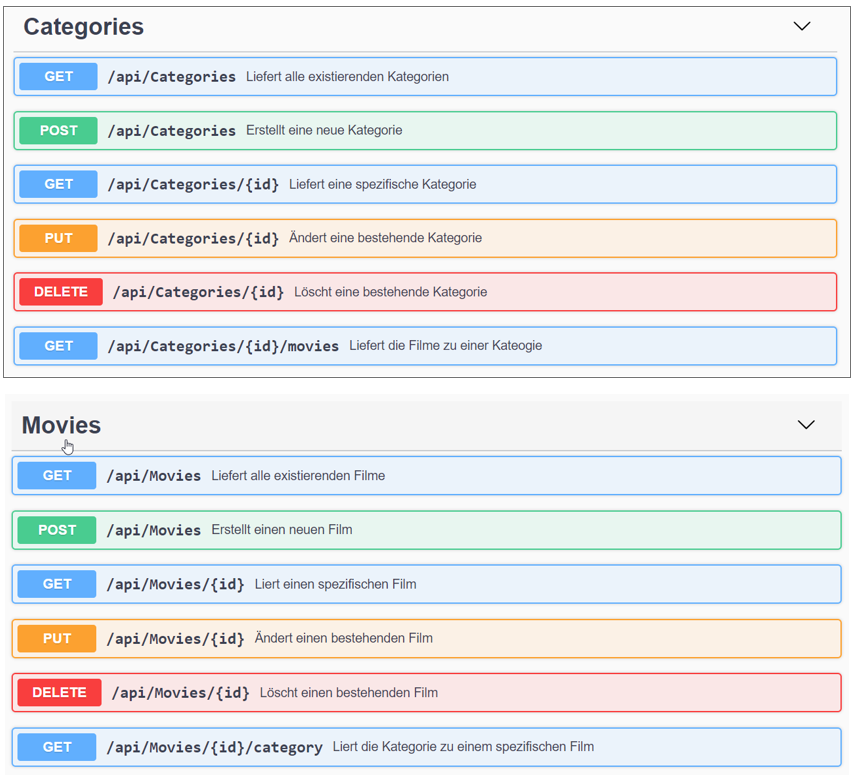 Categories
GET /api/Categories Liefert alle existierenden Kategorien
POST /api/Categories Erstellt eine neue Kategorie
GET /api/Categories/{id} Liefert eine spezifische Kategorie
PUT /api/Categories/{id} Ändert eine bestehende Kategorie
DELETE /api/Categories/{id} Löscht eine bestehende Kategorie
GET /api/Categories/{id}/movies Liefert die Filme zu einer Kateogie
Movies
GET /api/Movies Liefert alle existierenden Filme
POST /api/Movies Erstellt einen neuen Film
GET /api/Movies/{id} Liert einen spezifischen Film
PUT /api/Movies/{id} Ändert einen bestehenden Film
DELETE /api/Movies/{id} Löscht einen bestehenden Film
GET /api/Movies/{id}/category Liert die Kategorie zu einem spezifischen Film